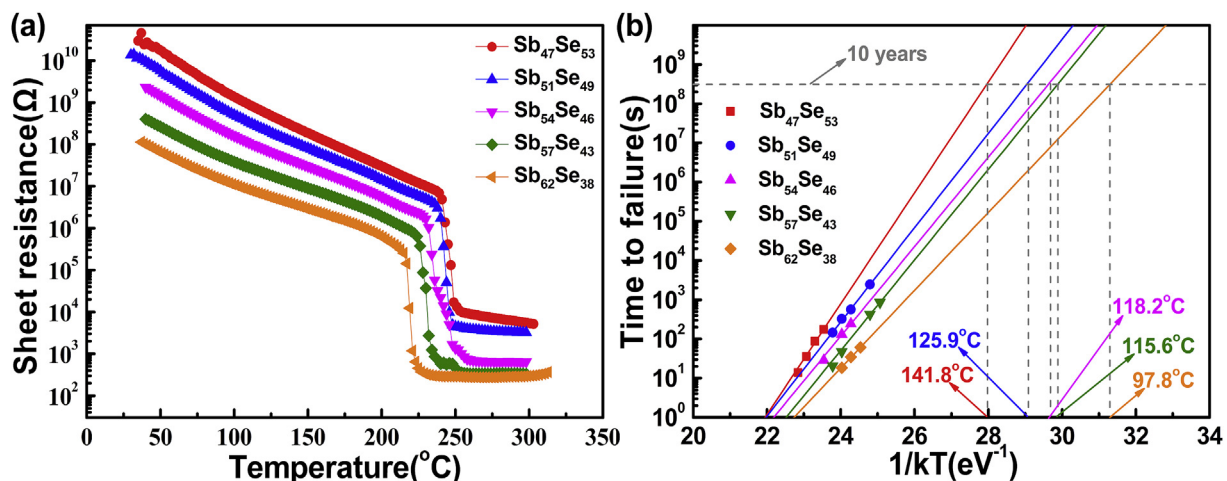 (a)
Sheet resistance(Ω)
10¹⁰
10⁹
10⁸
10⁷
10⁶
10⁵
10⁴
10³
10²
0 50 100 150 200 250 300 350
Temperature(°C)
Sb₄₇Se₅₃
Sb₅₁Se₄₉
Sb₅₄Se₄₆
Sb₅₇Se₄₃
Sb₆₂Se₃₈
(b)
Time to failure(s)
10⁹
10⁸
10⁷
10⁶
10⁵
10⁴
10³
10²
10¹
10⁰
20 22 24 26 28 30 32 34
1/kT(eV⁻¹)
10 years
Sb₄₇Se₅₃
Sb₅₁Se₄₉
Sb₅₄Se₄₆
Sb₅₇Se₄₃
Sb₆₂Se₃₈
118.2°C
125.9°C
115.6°C
141.8°C
97.8°C